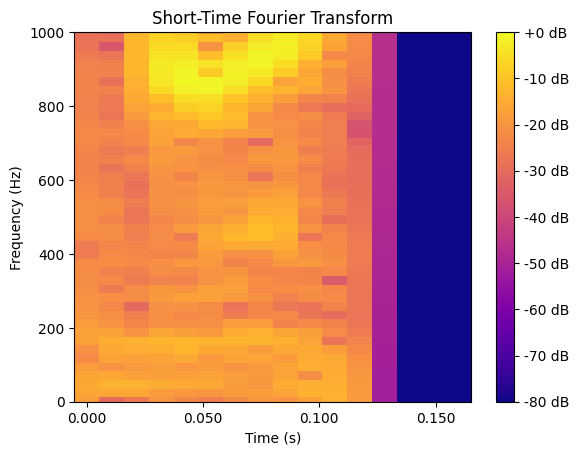 Short-Time Fourier Transform
1000
800
600
400
200
0
Frequency (Hz)
0.000
0.050
0.100
0.150
Time (s)
+0 dB
-10 dB
-20 dB
-30 dB
-40 dB
-50 dB
-60 dB
-70 dB
-80 dB